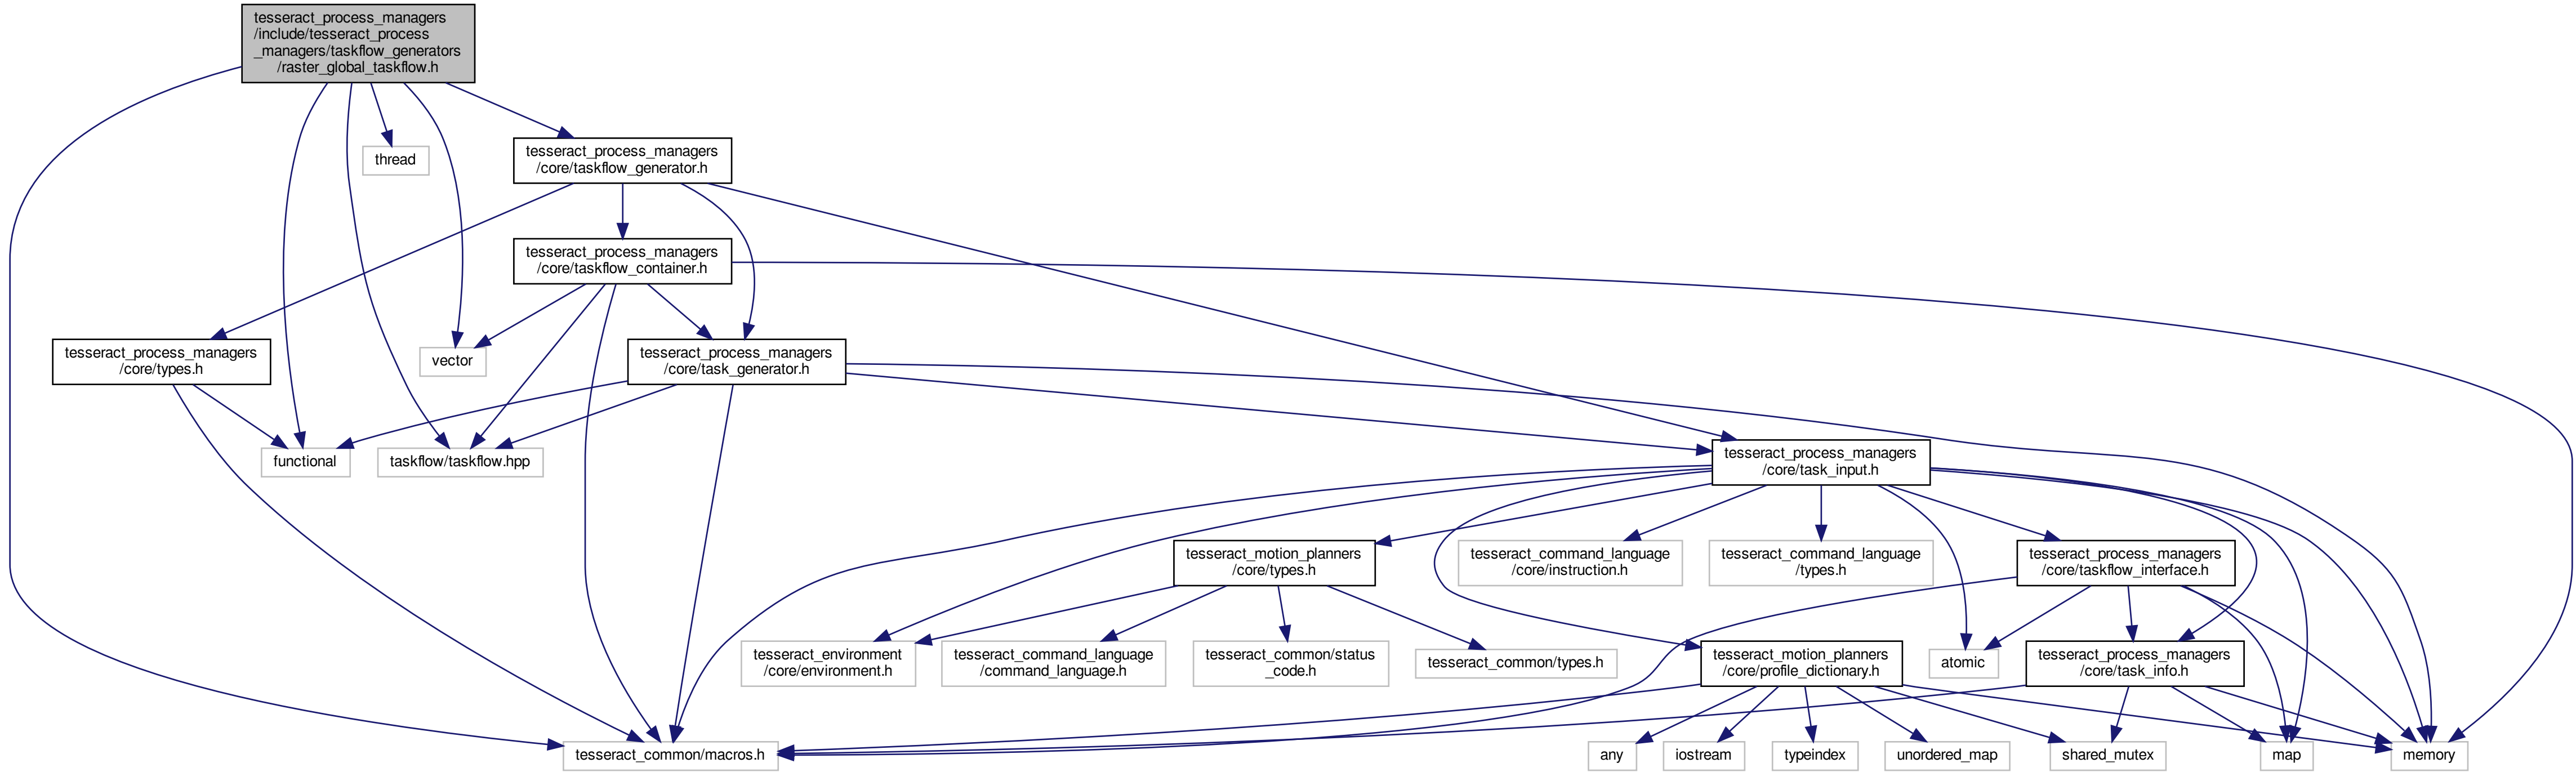 tesseract_process_managers
/include/tesseract_process
_managers/taskflow_generators
/raster_global_taskflow.h
thread
tesseract_process_managers
/core/taskflow_generator.h
tesseract_process_managers
/core/taskflow_container.h
tesseract_process_managers
/core/types.h
vector
tesseract_process_managers
/core/task_generator.h
functional
taskflow/taskflow.hpp
tesseract_process_managers
/core/task_input.h
tesseract_motion_planners
/core/types.h
tesseract_command_language
/core/instruction.h
tesseract_command_language
/types.h
tesseract_process_managers
/core/taskflow_interface.h
tesseract_environment
/core/environment.h
tesseract_command_language
/command_language.h
tesseract_common/status
_code.h
tesseract_common/types.h
tesseract_motion_planners
/core/profile_dictionary.h
atomic
tesseract_process_managers
/core/task_info.h
tesseract_common/macros.h
any
iostream
typeindex
unordered_map
shared_mutex
map
memory